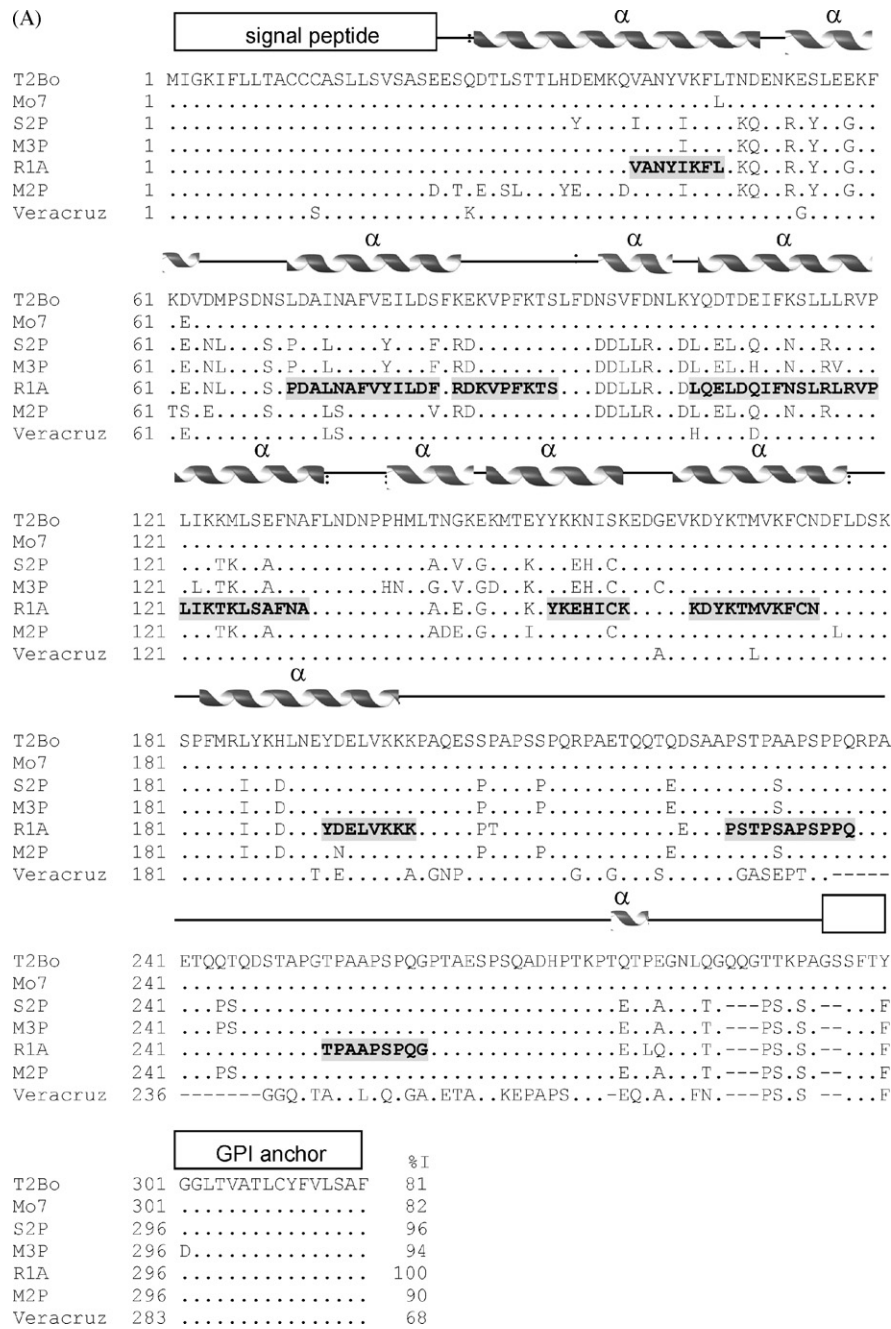 (A)
signal peptide
α α
T2Bo 1 MIGKIFLLTACCCASLLSVSASEESQDTLSTTLHDEMKQVANYVKFLTNDENKESLEEKF
Mo7 1 ..............................................L.............
S2P 1 ..................................Y....I...I....KQ..R.Y..G..
M3P 1 ...........................................I....KQ..R.Y..G..
R1A 1 .......................................VANYIKFL.KQ..R.Y..G..
M2P 1 ......................D.T.E.SL...YE...D....I....KQ..R.Y..G..
Veracruz 1 ............S............K...........................G......
α α α
T2Bo 61 KDVDMPSDNSLDAINAFVEILDSFKEKVPFKTSLFDNSVFDNLKYQDTDEIFKSLLLRVP
Mo7 61 .E..........................................................
S2P 61 .E.NL...S.P..L....Y...F.RD..........DDLLR..DL.EL.Q..N..R....
M3P 61 .E.NL...S.P..L....Y...F.RD..........DDLLR..DL.EL.H..N..RV...
R1A 61 .E.NL...S.PDALNAFVYILDF.RDKVPFKTS...DDLLR..DLQELDQIFNSLRLRVP
M2P 61 TS.E....S....LS.......V.RD..........DDLLR..DL.EL.Q..N..R....
Veracruz 61 .E...........LS.............................H....D..........
α α α α
T2Bo 121 LIKKMLSEFNAFLNDNPPHMLTNGKEKMTEYYKKNISKEDGEVKDYKTMVKFCNDFLDSK
Mo7 121 ............................................................
S2P 121 ...TK..A.............A.V.G...K...EH.C.......................
M3P 121 .L.TK..A.........HN...G.V.GD..K...EH.C...C..................
R1A 121 LIKTKLSAFNA..........A.E.G...K.YKEHICK.....KDYKTMVKFCN......
M2P 121 ...TK..A.............ADE.G...I......C..................L....
Veracruz 121 .........................................G.......L..........
α
T2Bo 181 SPFMRLYKHLNEYDELVKKKPAQESSPAPSSPQRPAETQQTQDSAAPSTPAAPSPPQRPA
Mo7 181 ............................................................
S2P 181 .....I..D................P....P..........E........S.........
M3P 181 .....I..D................P....P..........E........S.........
R1A 181 .....I..D...YDELVKKK.....PT...............E...PSTPSAPSPPQ...
M2P 181 .....I..D....N...........P....P..........E........S.........
Veracruz 181 ...........T.E.....A.GNP.........G..G...S......GASEPT..-----
α
T2Bo 241 ETQQTQDSTAPGTPAAPSPQGPTAESPSQADHPTKPTQTPEGNLQGQQGTTKPAGSSFTY
Mo7 241 ............................................................
S2P 241 ...PS.................................E..A...T.---PS.S.--...F
M3P 241 ...PS.................................E..A...T.---PS.S.--...F
R1A 241 ............TPAAPSPQG.................E.LQ...T.---PS.S.--...F
M2P 241 ...PS.................................E..A...T.---PS.S.--...F
Veracruz 236 -------GGQ.TA..L.Q.GA.ETA..KEPAPS...-EQ.A..FN.---PS.S.--...F
GPI anchor
%I
T2Bo 301 GGLTVATLCYFVLSAF 81
Mo7 301 ................ 82
S2P 296 ................ 96
M3P 296 D............... 94
R1A 296 ................ 100
M2P 296 ................ 90
Veracruz 283 ................ 68